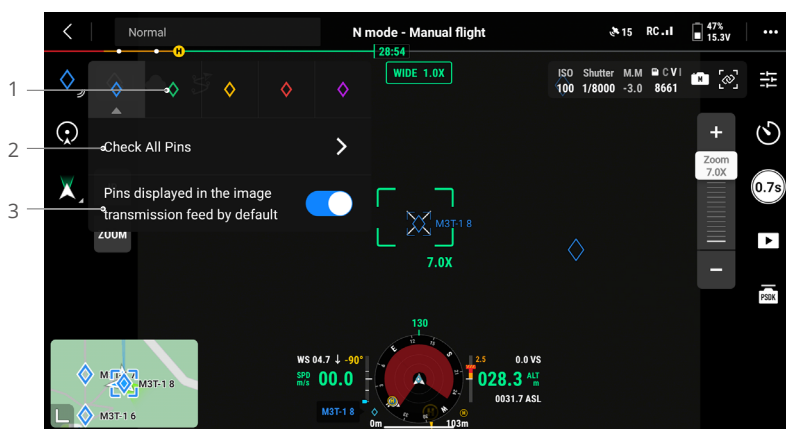 Normal
N mode - Manual flight
15
RC
47%
15.3V
H
28:54
WIDE 1.0X
ISO Shutter M.M C V I
100 1/8000 -3.0 8661
M
1
2
3
Check All Pins
Pins displayed in the image
transmission feed by default
ZOOM
+
Zoom
7.0X
−
0.7s
PSDK
M3T-1 8
7.0X
130
WS 04.7 ↓ -90°
SPD
m/s
00.0
2.5
0.0 VS
028.3 ALT
m
0031.7 ASL
E
S
W
12
15
M3T-1 8
0m
103m
H
M
M3T-1 8
M3T-1 6
L